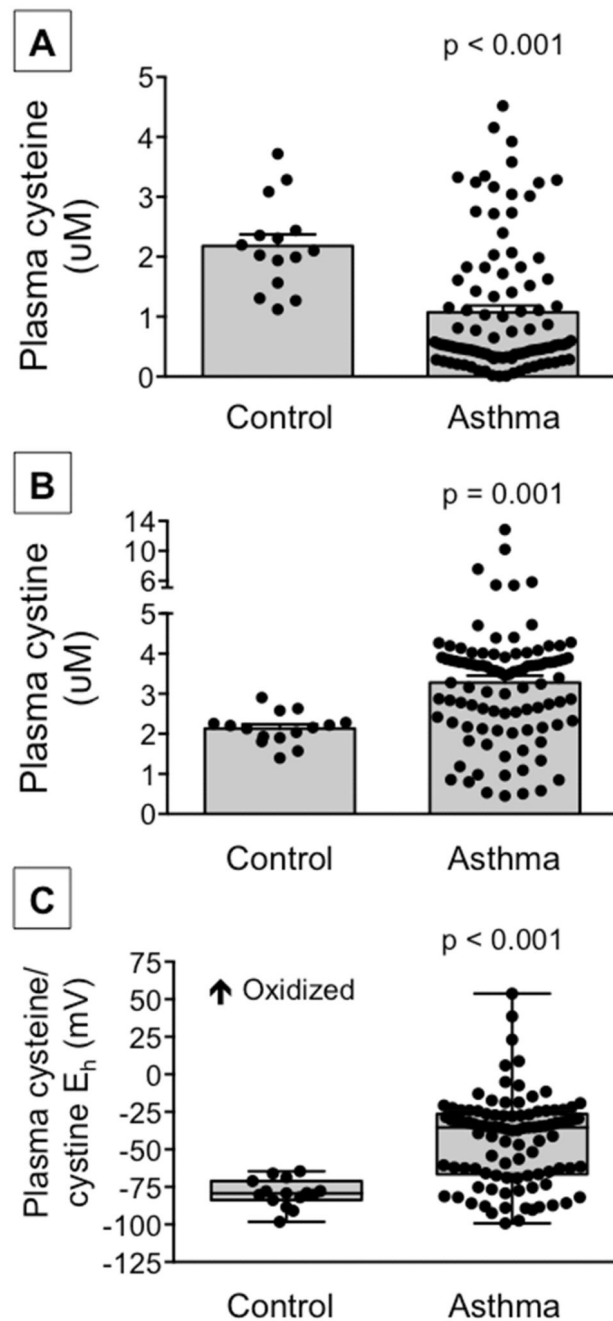 A
p < 0.001
Plasma cysteine
(uM)
5
4
3
2
1
0
Control
Asthma
B
p = 0.001
Plasma cystine
(uM)
14
10
6
5
4
3
2
1
0
Control
Asthma
C
p < 0.001
Plasma cysteine/
cystine Eh (mV)
75
50
25
0
-25
-50
-75
-100
-125
Oxidized
Control
Asthma